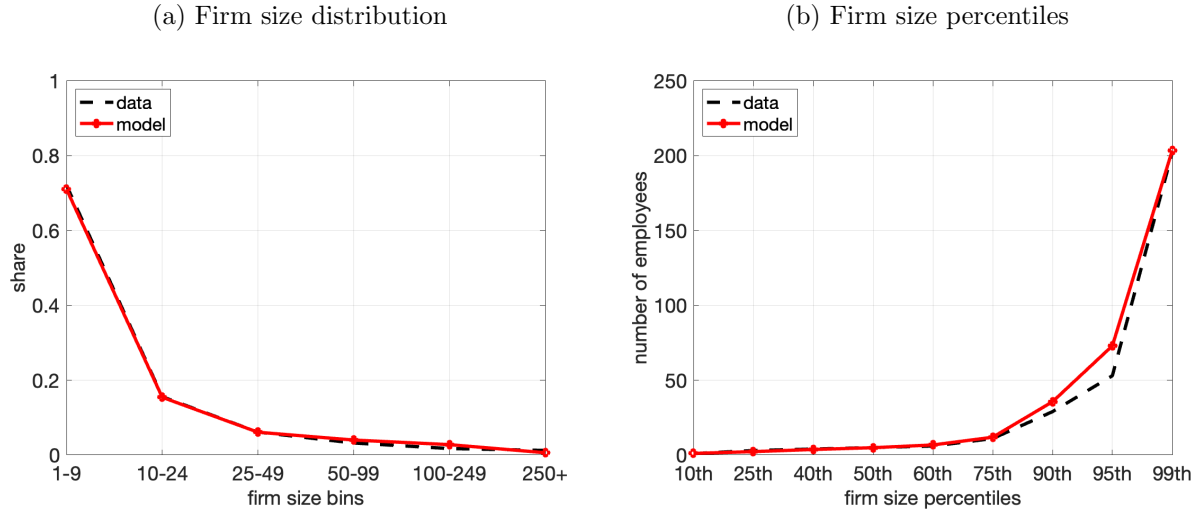 (a) Firm size distribution
1
0.8
0.6
0.4
0.2
0
share
data
model
1-9 10-24 25-49 50-99 100-249 250+
firm size bins
(b) Firm size percentiles
250
200
150
100
50
0
number of employees
data
model
10th 25th 40th 50th 60th 75th 90th 95th 99th
firm size percentiles